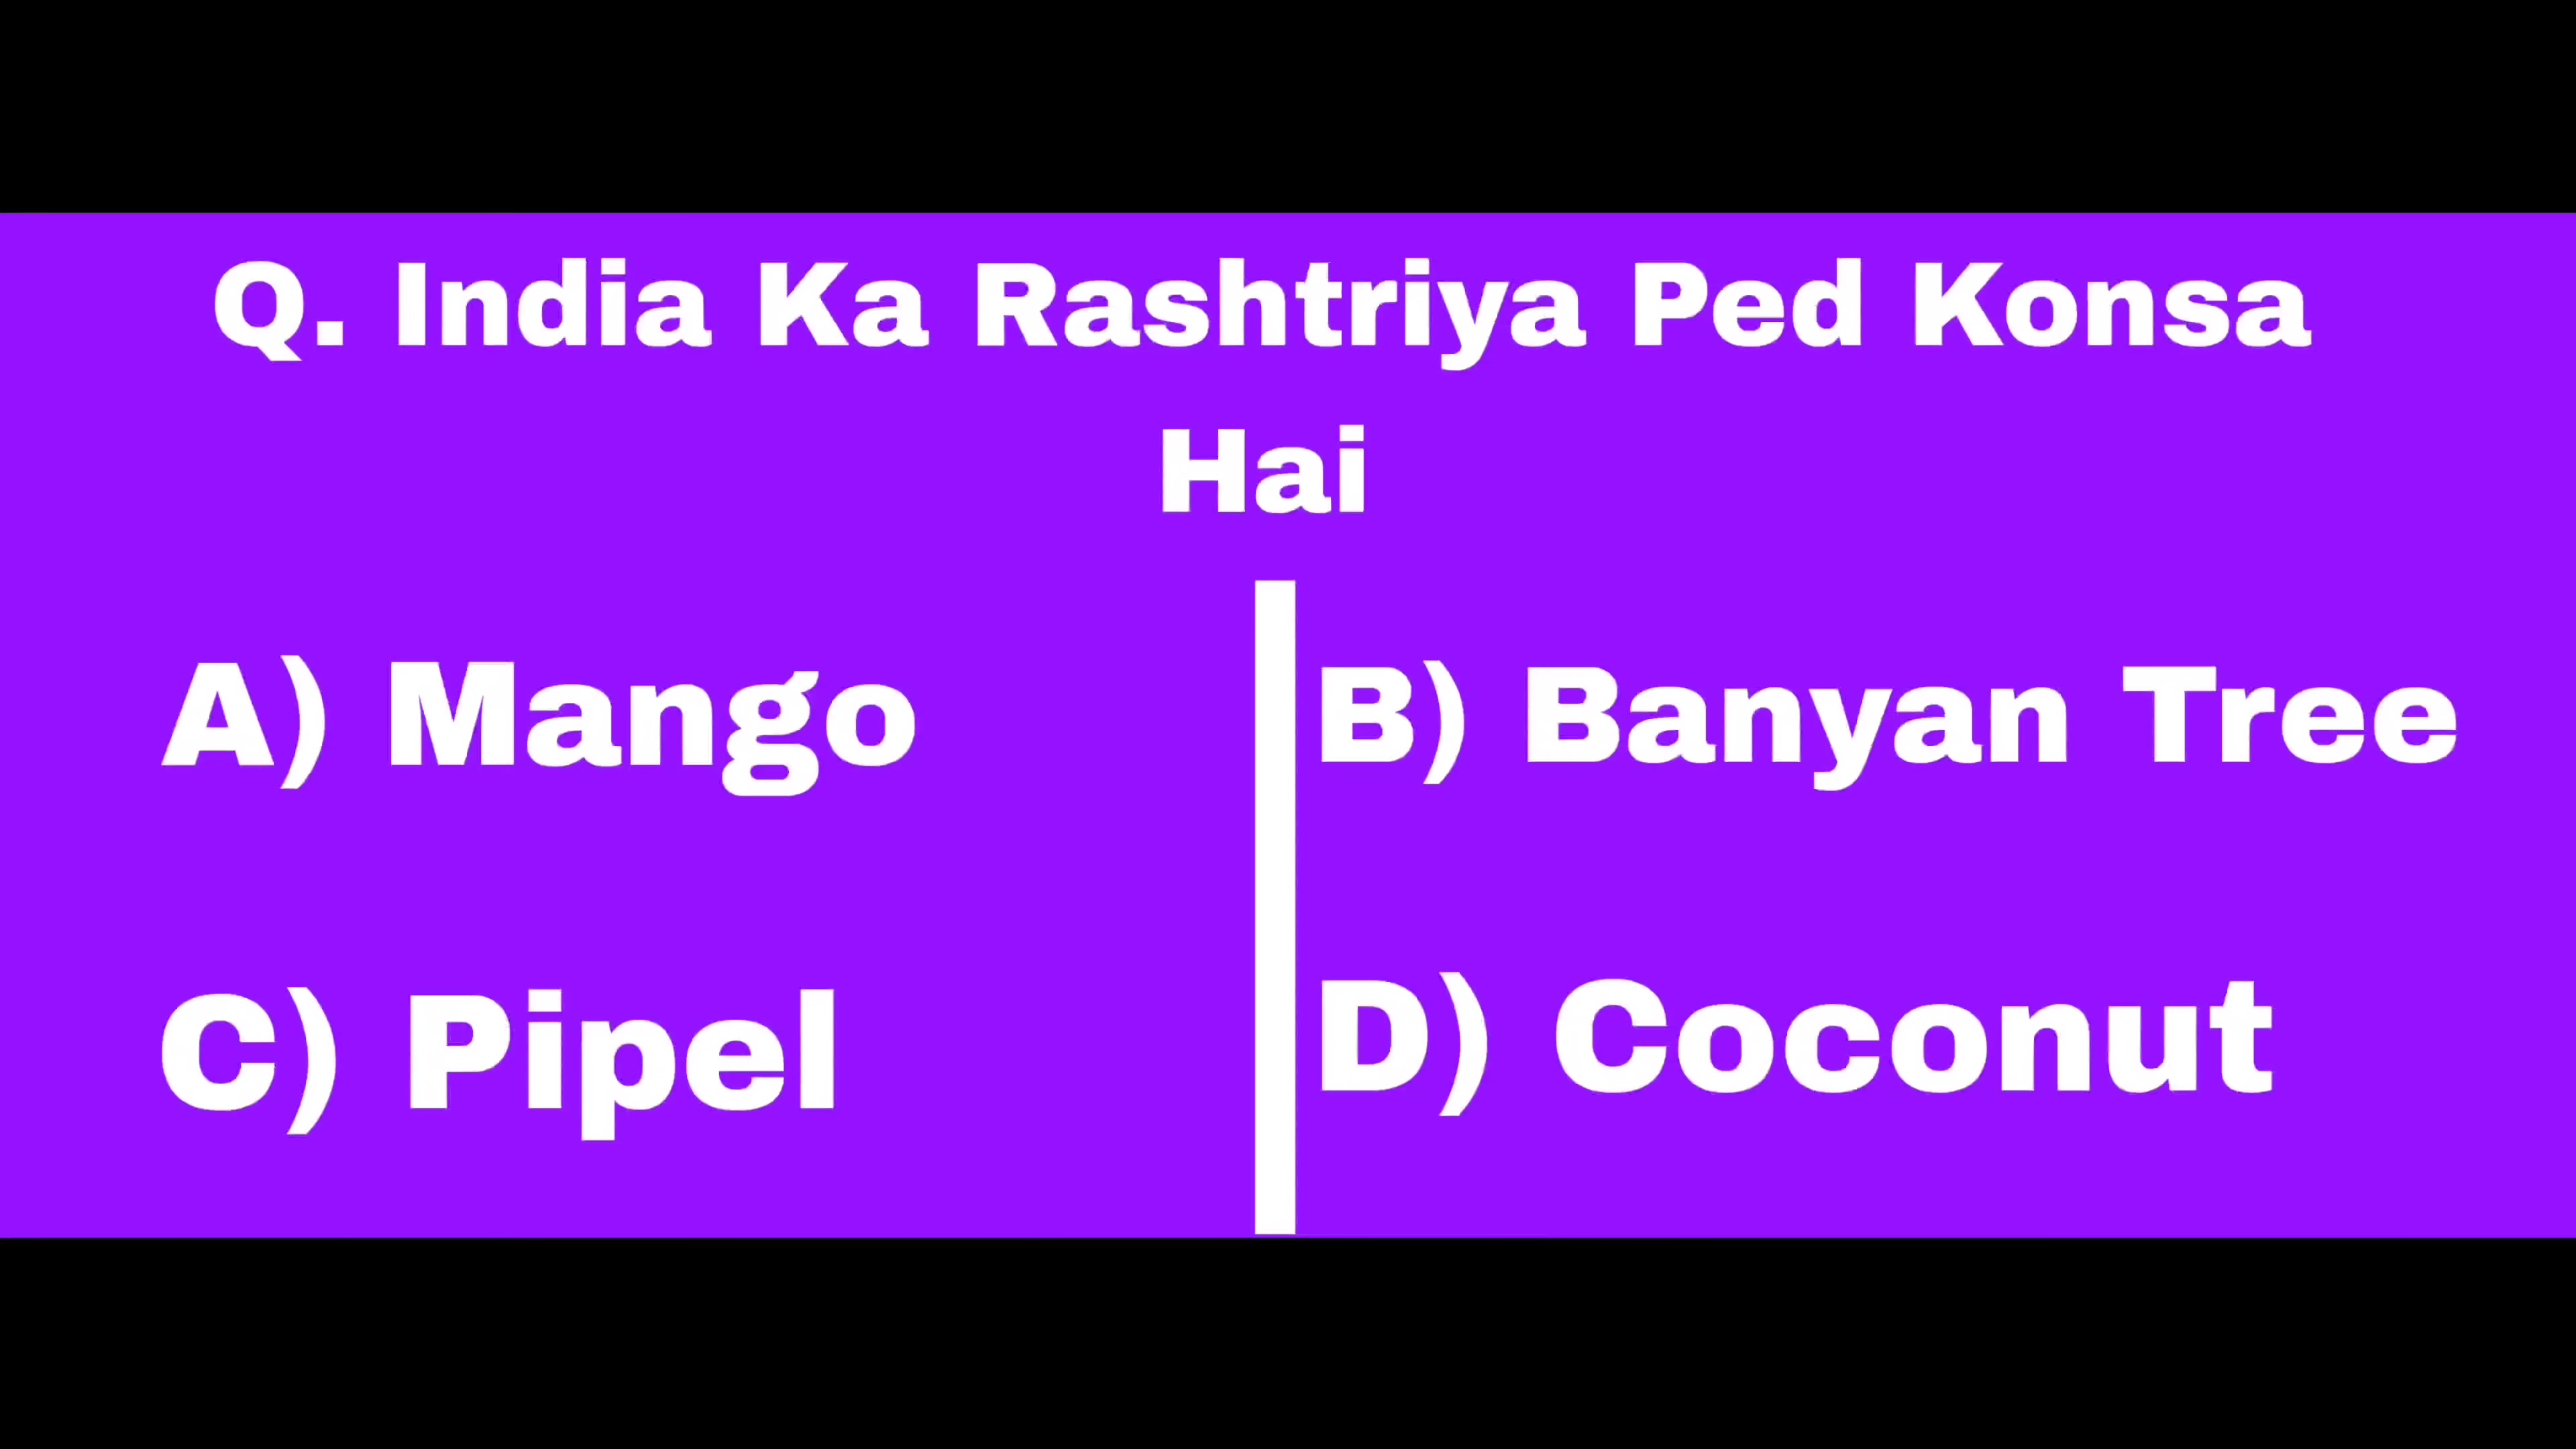 Q. India Ka Rashtriya Ped Konsa
Hai
A) Mango
B) Banyan Tree
C) Pipel
D) Coconut